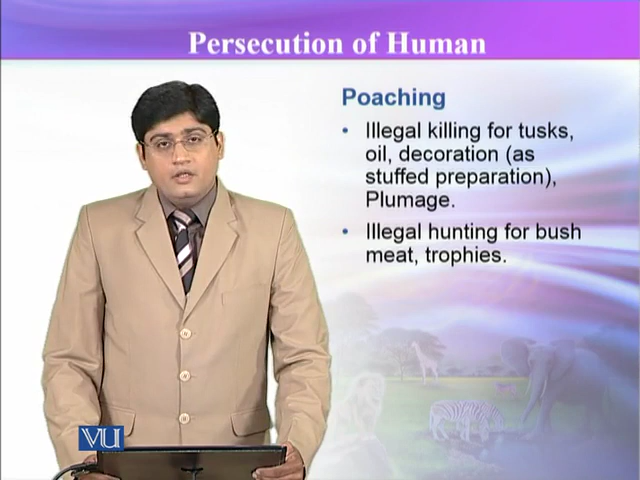 Persecution of Human
Poaching
• Illegal killing for tusks,
oil, decoration (as
stuffed preparation),
Plumage.
• Illegal hunting for bush
meat, trophies.
VU